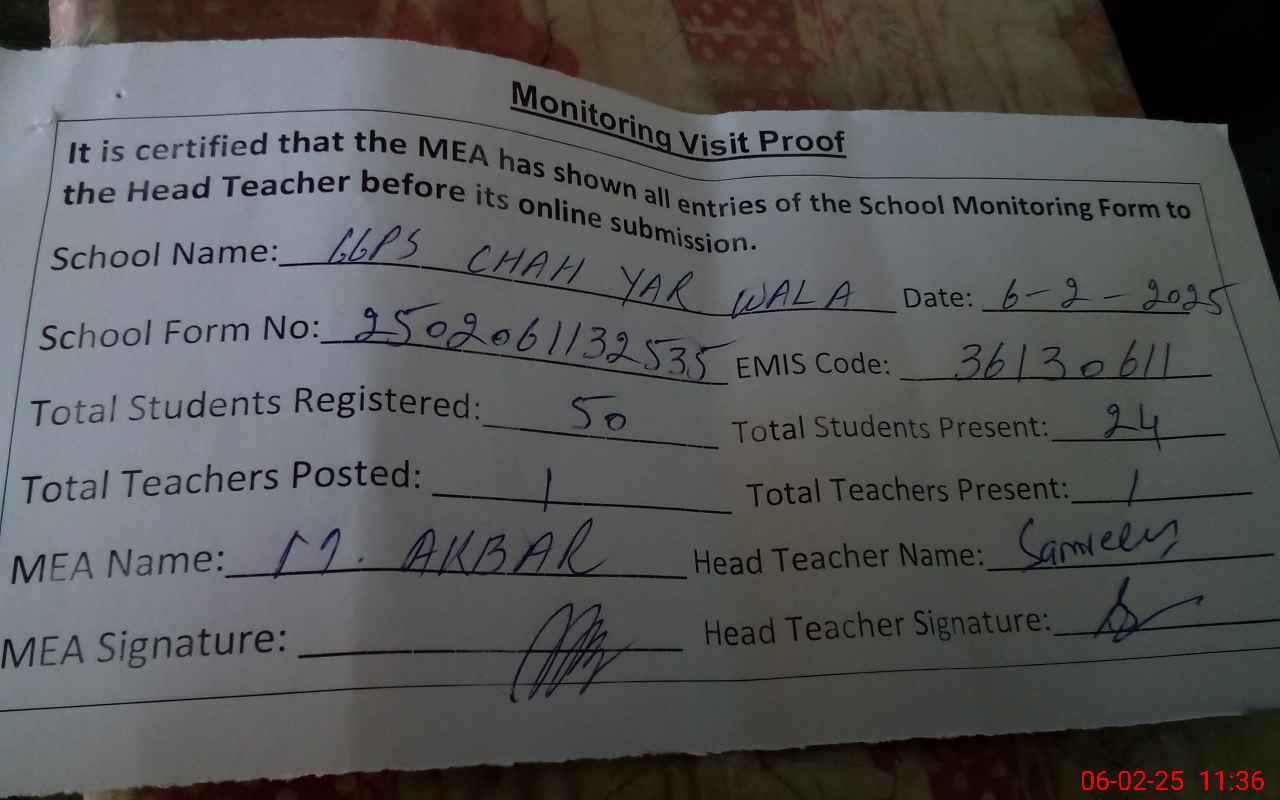 Monitoring Visit Proof
It is certified that the MEA has shown all entries of the School Monitoring Form to
the Head Teacher before its online submission.
School Name: GGPS CHAH YAR WALA Date: 6-2-2025
School Form No: 2502061132535 EMIS Code: 36130611
Total Students Registered: 50 Total Students Present: 24
Total Teachers Posted: 1 Total Teachers Present: 1
MEA Name: M. AKBAR Head Teacher Name:
MEA Signature: Head Teacher Signature:
06-02-25 11:36